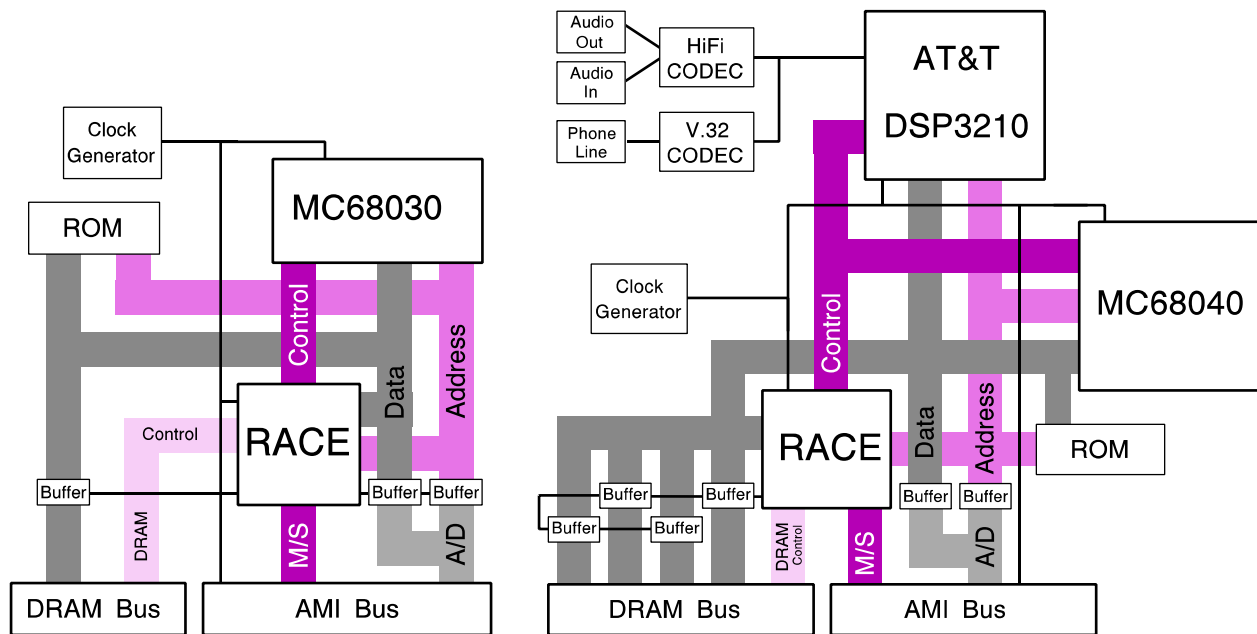 Clock
Generator
ROM
MC68030
Control
Data
Address
RACE
Control
DRAM
Buffer
Buffer
Buffer
M/S
A/D
DRAM Bus
AMI Bus
Audio
Out
Audio
In
HiFi
CODEC
Phone
Line
V.32
CODEC
AT&T
DSP3210
MC68040
Clock
Generator
Control
Data
Address
RACE
ROM
Buffer
Buffer
Buffer
Buffer
Buffer
Buffer
DRAM
Control
M/S
A/D
DRAM Bus
AMI Bus